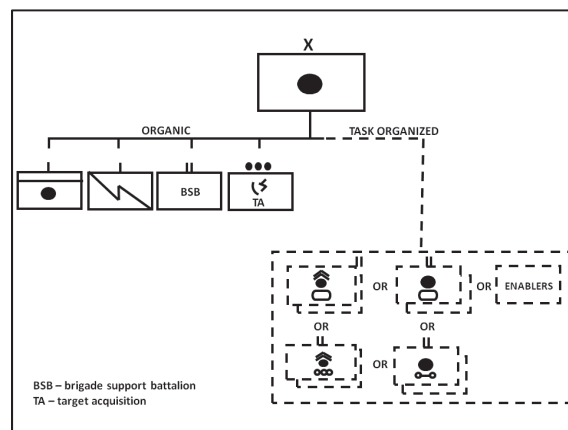 X
ORGANIC
TASK ORGANIZED
BSB
TA
OR
OR
ENABLERS
OR
OR
OR
BSB – brigade support battalion
TA – target acquisition